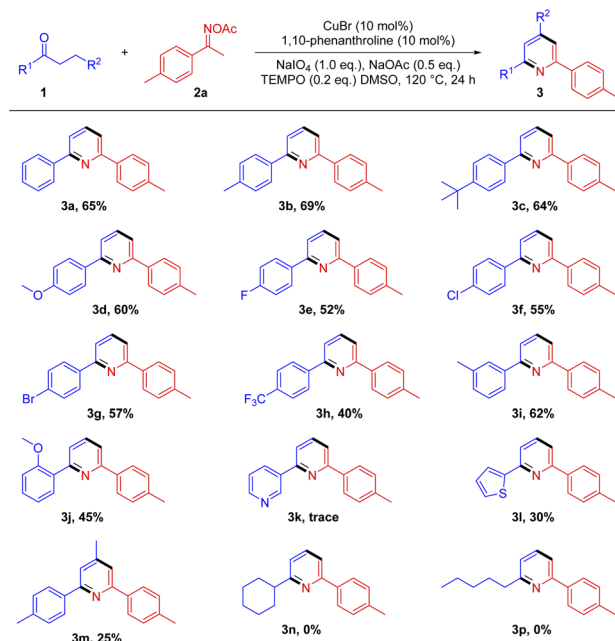 O
R¹
R²
1
+
NOAc
2a
CuBr (10 mol%)
1,10-phenanthroline (10 mol%)
NaIO₄ (1.0 eq.), NaOAc (0.5 eq.)
TEMPO (0.2 eq.) DMSO, 120 °C, 24 h
R²
R¹
N
3
N
3a, 65%
N
3b, 69%
N
3c, 64%
O
N
3d, 60%
F
N
3e, 52%
Cl
N
3f, 55%
Br
N
3g, 57%
F₃C
N
3h, 40%
N
3i, 62%
O
N
3j, 45%
N
N
3k, trace
S
N
3l, 30%
N
3m, 25%
N
3n, 0%
N
3p, 0%